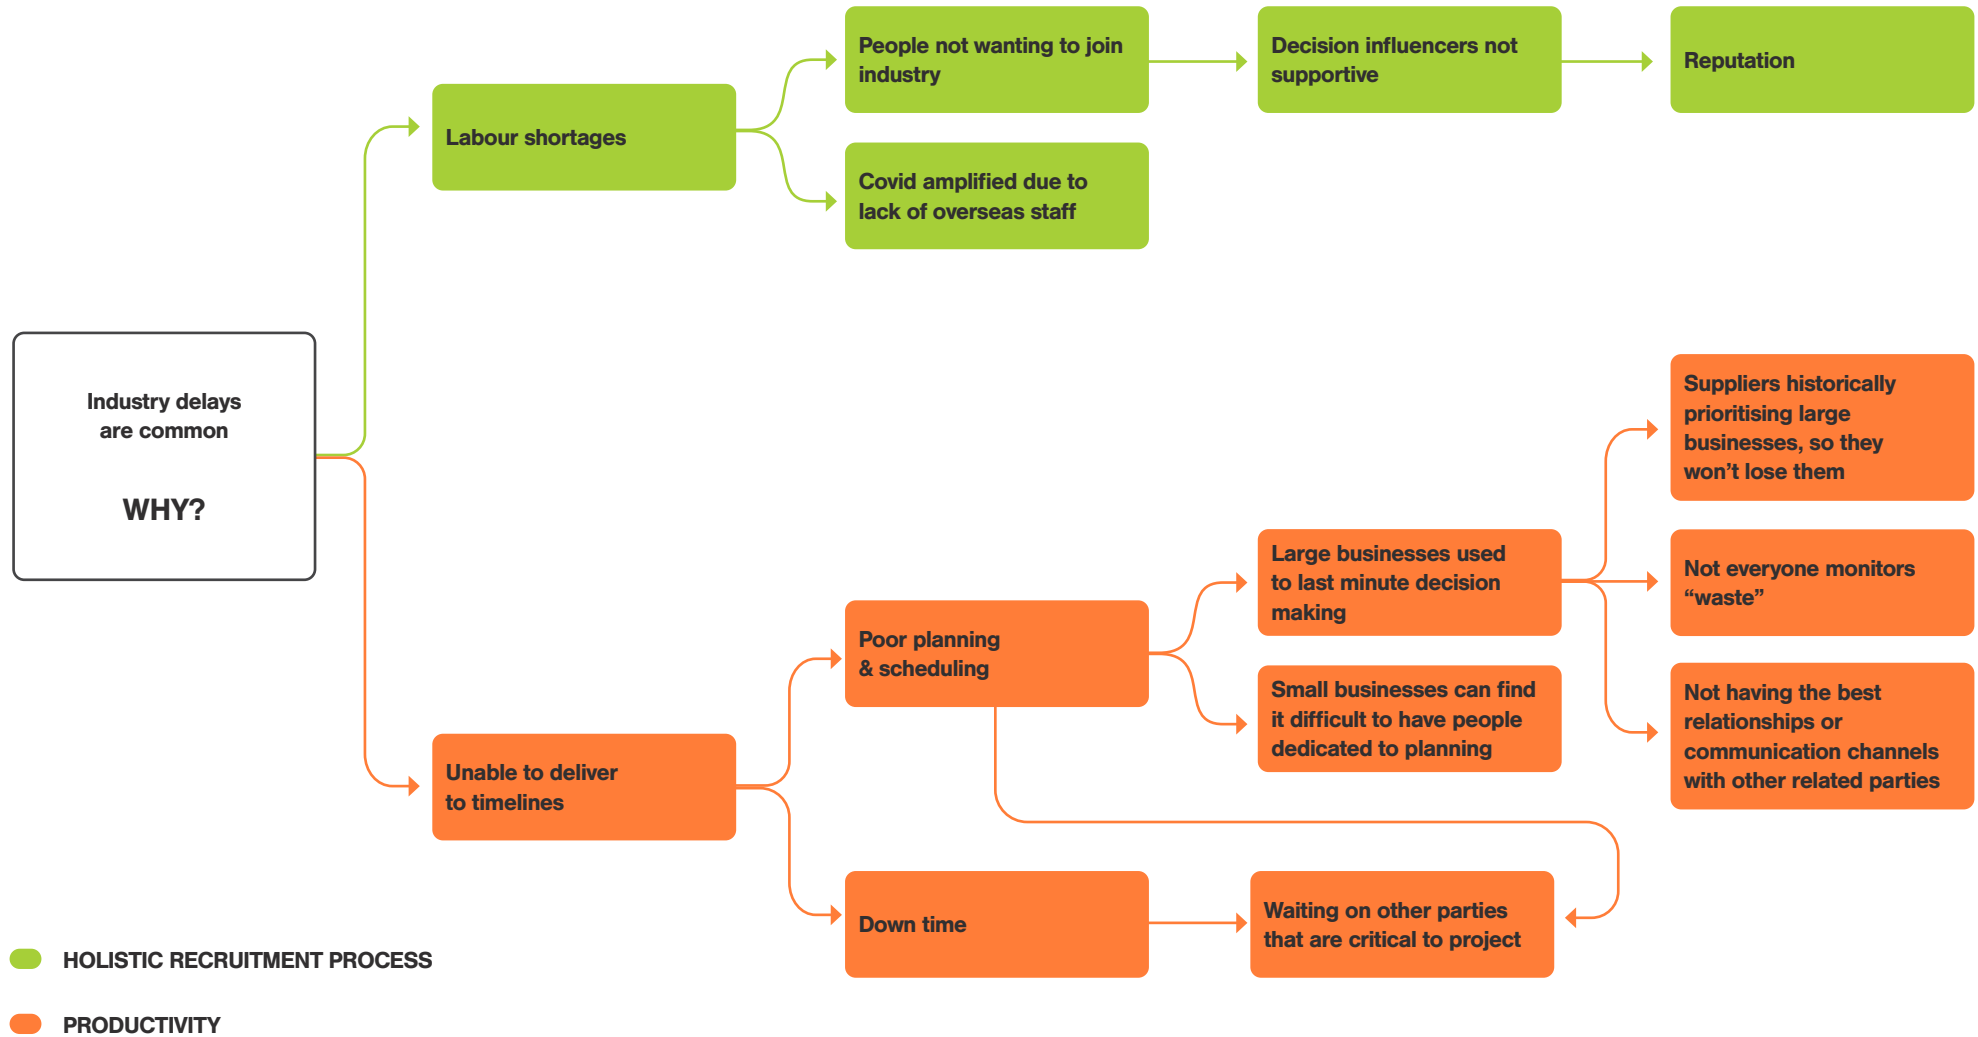 People not wanting to join
industry
Decision influencers not
supportive
Reputation
Labour shortages
Covid amplified due to
lack of overseas staff
Industry delays
are common
WHY?
Suppliers historically
prioritising large
businesses, so they
won’t lose them
Large businesses used
to last minute decision
making
Not everyone monitors
“waste”
Poor planning
& scheduling
Small businesses can find
it difficult to have people
dedicated to planning
Not having the best
relationships or
communication channels
with other related parties
Unable to deliver
to timelines
Down time
Waiting on other parties
that are critical to project
HOLISTIC RECRUITMENT PROCESS
PRODUCTIVITY